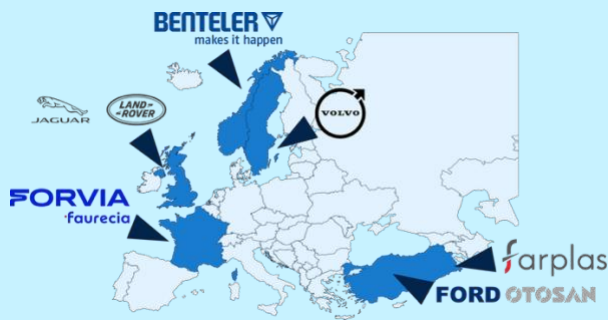 BENTELER
makes it happen
JAGUAR
LAND-
ROVER
VOLVO
FORVIA
faurecia
farplas
FORD OTOSAN